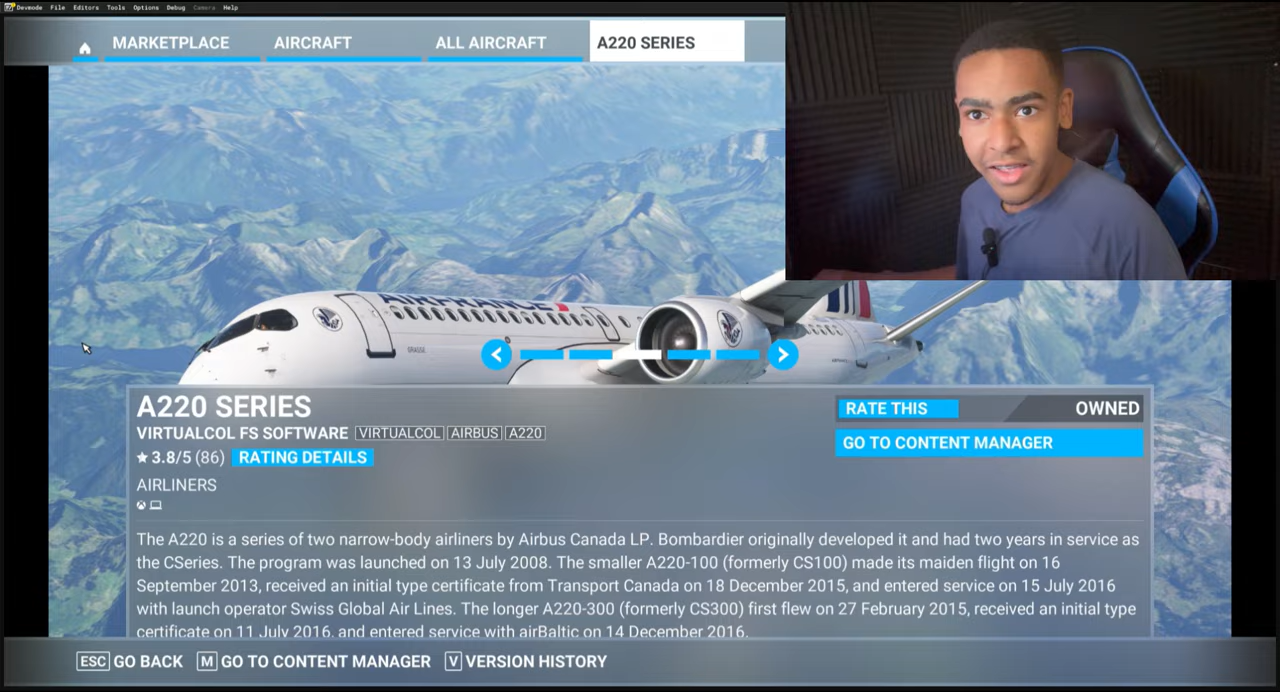 Devmode File Editors Tools Options Debug Camera Help
MARKETPLACE AIRCRAFT ALL AIRCRAFT A220 SERIES
AIRFRANCE
A220 SERIES
RATE THIS
OWNED
VIRTUALCOL FS SOFTWARE VIRTUALCOL AIRBUS A220
GO TO CONTENT MANAGER
3.8/5 (86) RATING DETAILS
AIRLINERS
The A220 is a series of two narrow-body airliners by Airbus Canada LP. Bombardier originally developed it and had two years in service as
the CSeries. The program was launched on 13 July 2008. The smaller A220-100 (formerly CS100) made its maiden flight on 16
September 2013, received an initial type certificate from Transport Canada on 18 December 2015, and entered service on 15 July 2016
with launch operator Swiss Global Air Lines. The longer A220-300 (formerly CS300) first flew on 27 February 2015, received an initial type
certificate on 11 July 2016, and entered service with airBaltic on 14 December 2016.
ESC GO BACK M GO TO CONTENT MANAGER V VERSION HISTORY